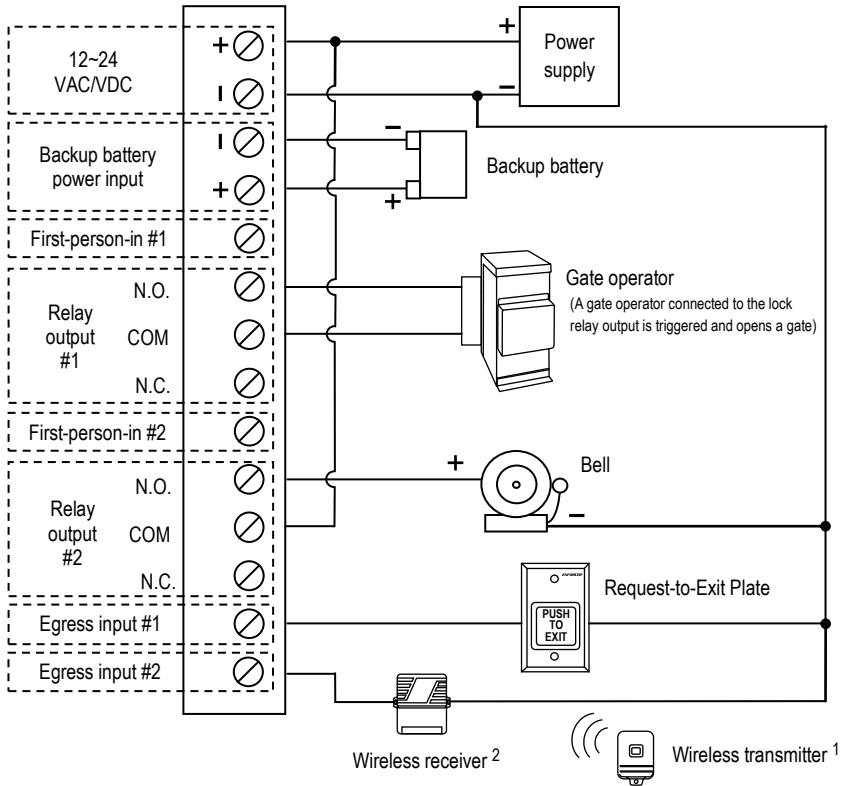 12~24
VAC/VDC
+
–
Backup battery
power input
–
+
First-person-in #1
Relay
output
#1
N.O.
COM
N.C.
First-person-in #2
Relay
output
#2
N.O.
COM
N.C.
Egress input #1
Egress input #2
+
–
Power
supply
–
+
Backup battery
Gate operator
(A gate operator connected to the lock
relay output is triggered and opens a gate)
+
–
Bell
ENFORCER
PUSH
TO
EXIT
Request-to-Exit Plate
Wireless receiver 2
Wireless transmitter 1